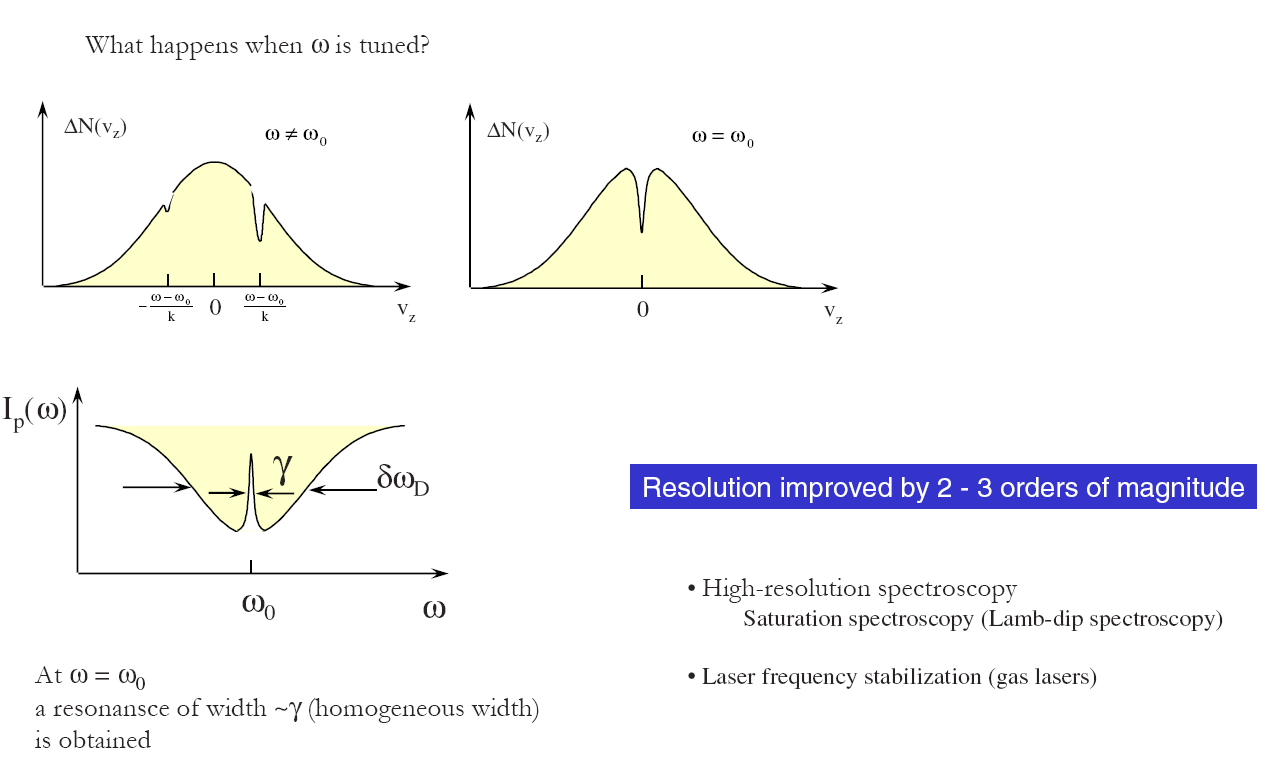 What happens when ω is tuned?
ΔN(v_z)
ω ≠ ω_0
-(ω−ω_0)/k
0
(ω−ω_0)/k
v_z
ΔN(v_z)
ω = ω_0
0
v_z
I_p(ω)
γ
δω_D
ω_0
ω
Resolution improved by 2 - 3 orders of magnitude
• High-resolution spectroscopy
Saturation spectroscopy (Lamb-dip spectroscopy)
• Laser frequency stabilization (gas lasers)
At ω = ω_0
a resonansce of width ~γ (homogeneous width)
is obtained